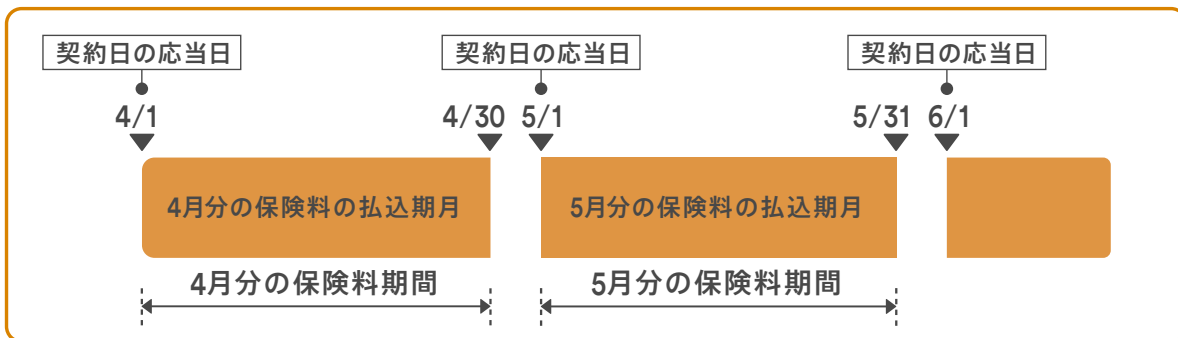 契約日の応当日
契約日の応当日
契約日の応当日
4/1
4/30
5/1
5/31
6/1
4月分の保険料の払込期月
5月分の保険料の払込期月
4月分の保険料期間
5月分の保険料期間